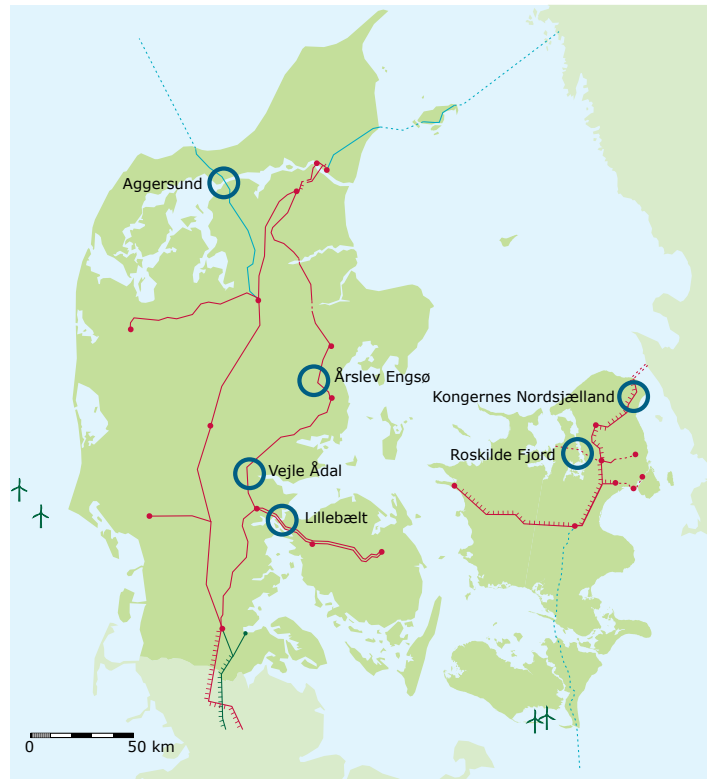 Aggersund
Årslev Engsø
Kongernes Nordsjælland
Roskilde Fjord
Vejle Ådal
Lillebælt
0 50 km